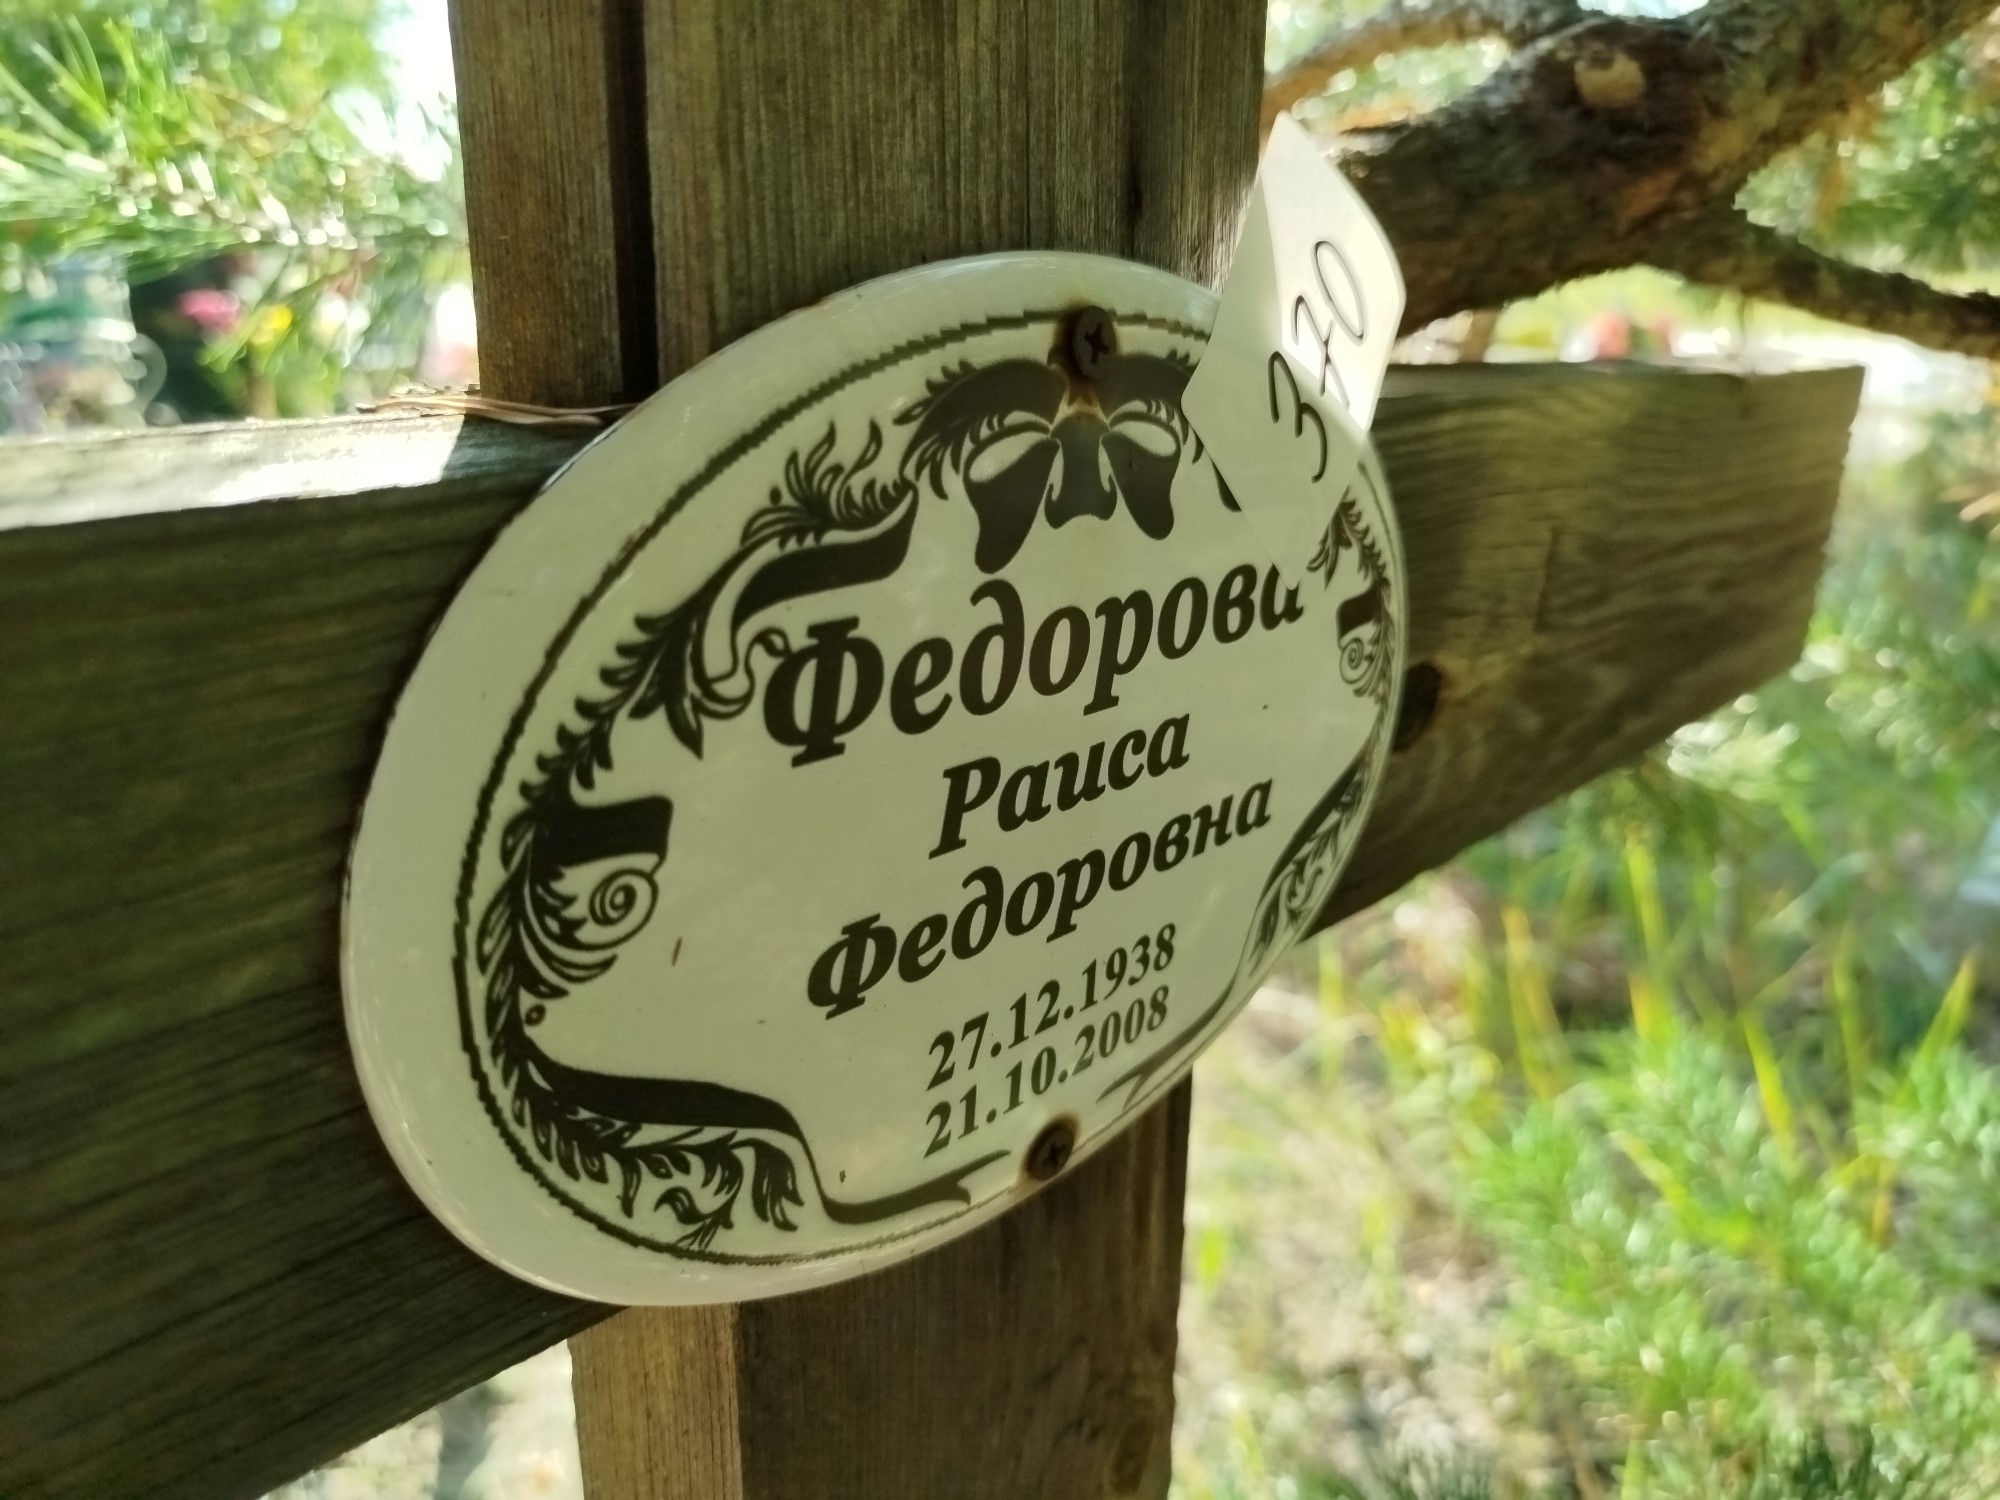 370
Федорова
Раиса
Федоровна
27.12.1938
21.10.2008